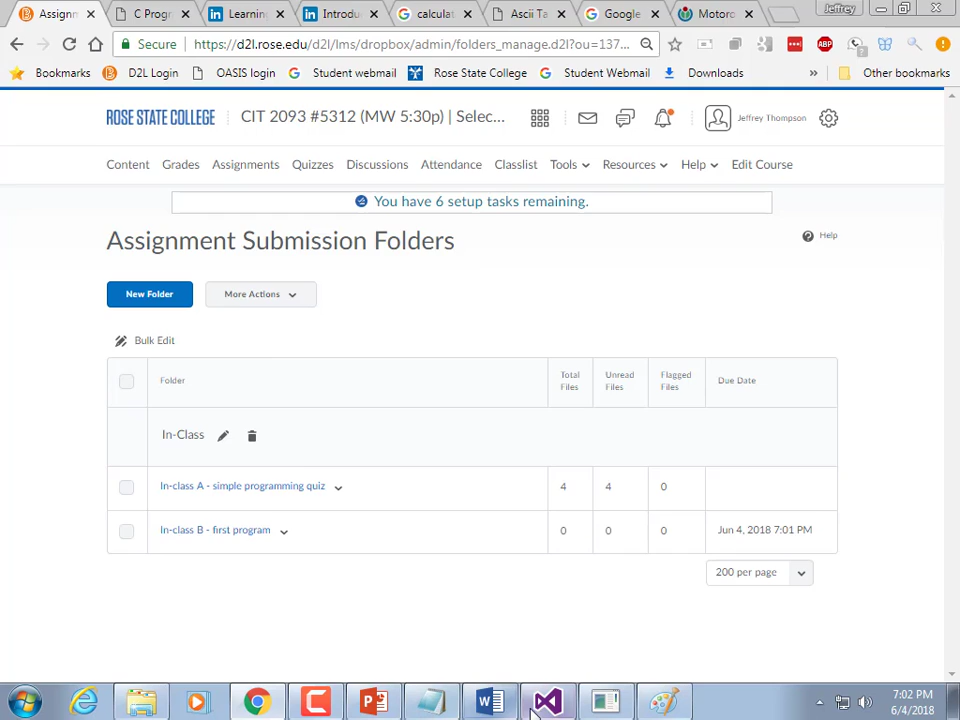 Assignm
C Progr
Learning
Introdu
calculat
Ascii Ta
Google
Motoro
Jeffrey
Secure https://d2l.rose.edu/d2l/lms/dropbox/admin/folders_manage.d2l?ou=137...
Bookmarks D2L Login OASIS login Student webmail Rose State College Student Webmail Downloads » Other bookmarks
ROSE STATE COLLEGE CIT 2093 #5312 (MW 5:30p) | Selec... Jeffrey Thompson
Content Grades Assignments Quizzes Discussions Attendance Classlist Tools Resources Help Edit Course
You have 6 setup tasks remaining.
Assignment Submission Folders
Help
New Folder More Actions
Bulk Edit
Folder Total Files Unread Files Flagged Files Due Date
In-Class
In-class A - simple programming quiz 4 4 0
In-class B - first program 0 0 0 Jun 4, 2018 7:01 PM
200 per page
7:02 PM
6/4/2018